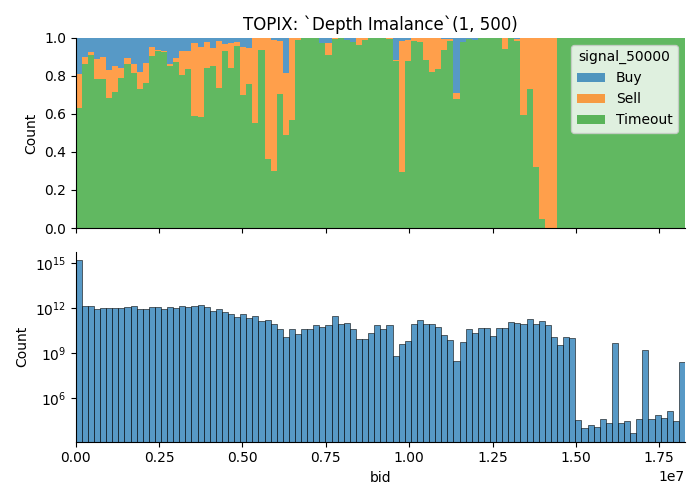 TOPIX: `Depth Imalance`(1, 500)
1.0
0.8
0.6
0.4
0.2
0.0
Count
signal_50000
Buy
Sell
Timeout
10^15
10^12
10^9
10^6
Count
0.00
0.25
0.50
0.75
1.00
1.25
1.50
1.75
1e7
bid